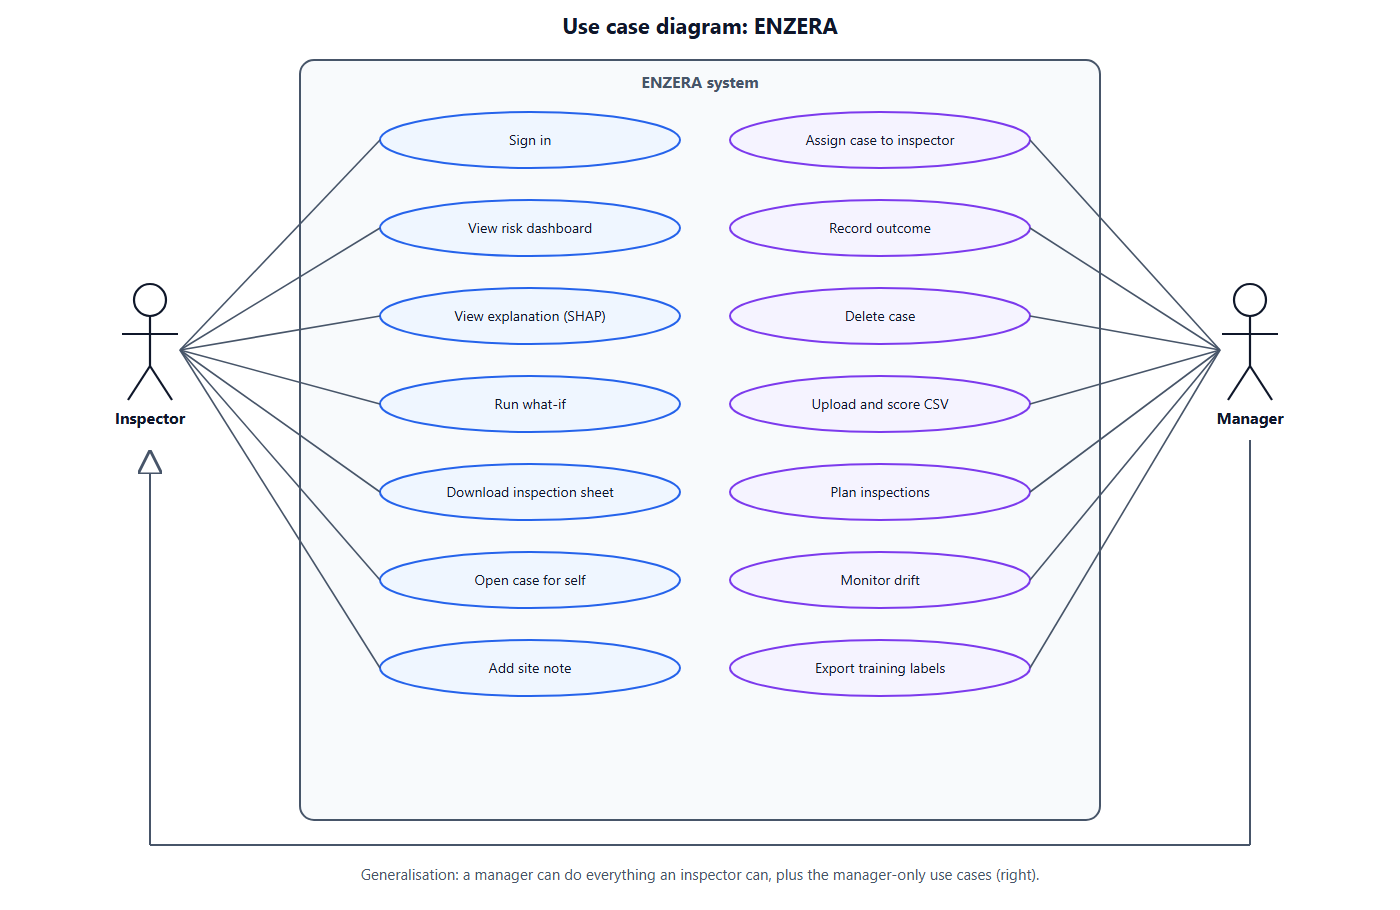 Use case diagram: ENZERA
ENZERA system
Sign in
View risk dashboard
View explanation (SHAP)
Run what-if
Download inspection sheet
Open case for self
Add site note
Assign case to inspector
Record outcome
Delete case
Upload and score CSV
Plan inspections
Monitor drift
Export training labels
Inspector
Manager
Generalisation: a manager can do everything an inspector can, plus the manager-only use cases (right).